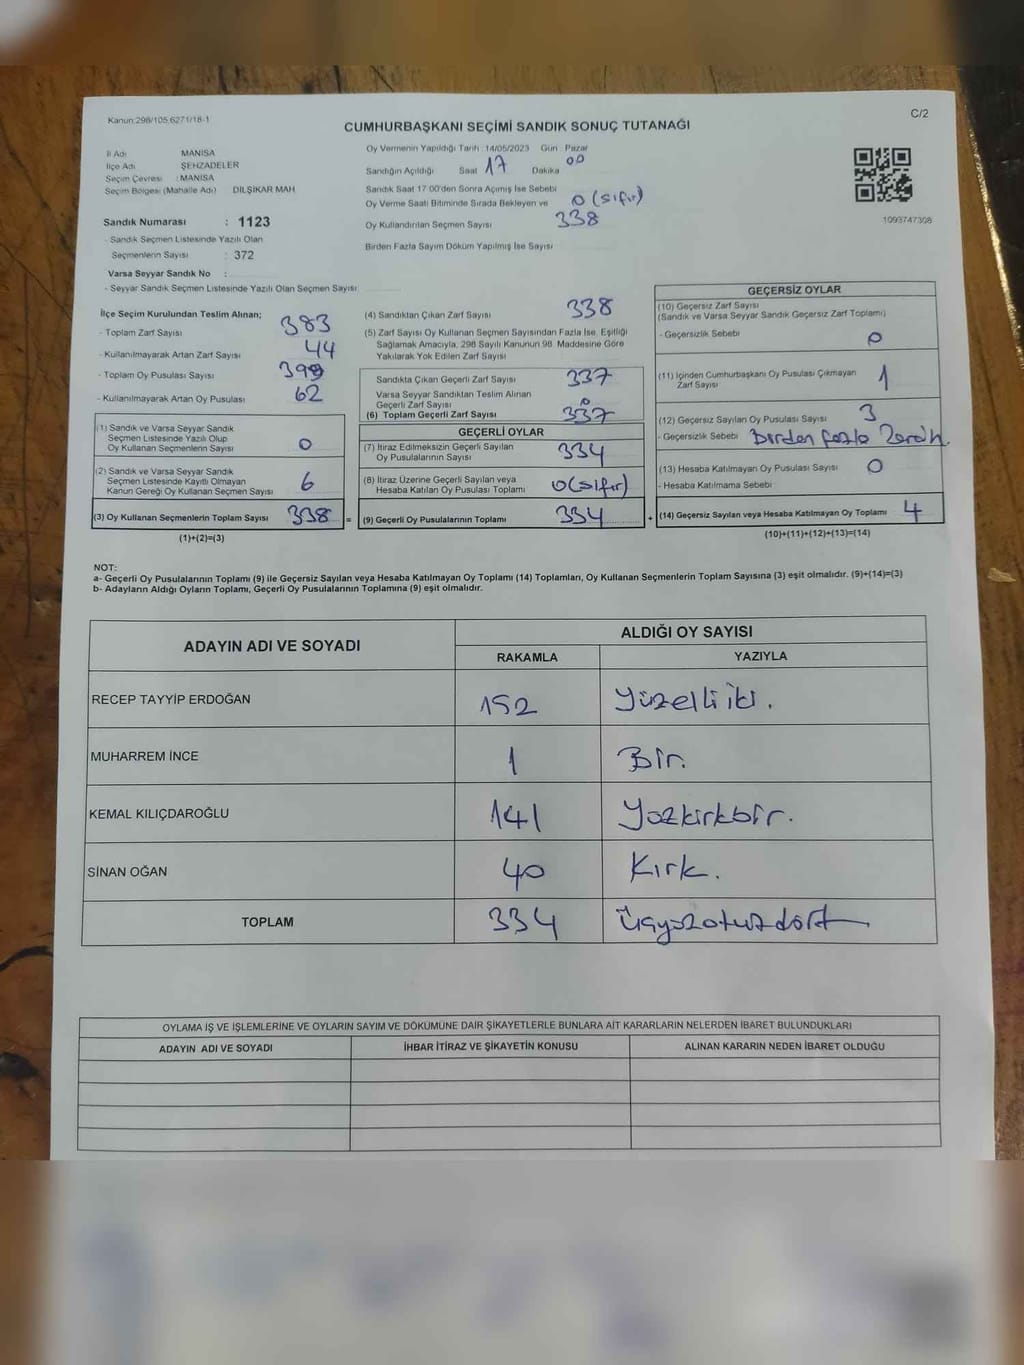 Kanun:298/105,6271/18-1
C/2
CUMHURBAŞKANI SEÇİMİ SANDIK SONUÇ TUTANAĞI
İl Adı MANİSA
İlçe Adı ŞEHZADELER
Seçim Çevresi : MANİSA
Seçim Bölgesi (Mahalle Adı) DİLŞİKAR MAH
Sandık Numarası : 1123
- Sandık Seçmen Listesinde Yazılı Olan
Seçmenlerin Sayısı : 372
Varsa Seyyar Sandık No :
- Seyyar Sandık Seçmen Listesinde Yazılı Olan Seçmen Sayısı:
Oy Vermenin Yapıldığı Tarih : 14/05/2023 Gün : Pazar
Sandığın Açıldığı Saat 17 Dakika 00
Sandık Saat 17:00'den Sonra Açılmış İse Sebebi
Oy Verme Saati Bitiminde Sırada Bekleyen ve 0 (sıfır)
Oy Kullandırılan Seçmen Sayısı 338
Birden Fazla Sayım Döküm Yapılmış İse Sayısı
1093747308
İlçe Seçim Kurulundan Teslim Alınan;
- Toplam Zarf Sayısı 383
- Kullanılmayarak Artan Zarf Sayısı 44
- Toplam Oy Pusulası Sayısı
- Kullanılmayarak Artan Oy Pusulası 62
(1) Sandık ve Varsa Seyyar Sandık
Seçmen Listesinde Yazılı Olup
Oy Kullanan Seçmenlerin Sayısı 0
(2) Sandık ve Varsa Seyyar Sandık
Seçmen Listesinde Kayıtlı Olmayan
Kanun Gereği Oy Kullanan Seçmen Sayısı 6
(3) Oy Kullanan Seçmenlerin Toplam Sayısı 338 =
(1)+(2)=(3)
(4) Sandıktan Çıkan Zarf Sayısı 338
(5) Zarf Sayısı Oy Kullanan Seçmen Sayısından Fazla İse, Eşitliği
Sağlamak Amacıyla, 298 Sayılı Kanunun 98. Maddesine Göre
Yakılarak Yok Edilen Zarf Sayısı
Sandıkta Çıkan Geçerli Zarf Sayısı 337
Varsa Seyyar Sandıktan Teslim Alınan
Geçerli Zarf Sayısı 0
(6) Toplam Geçerli Zarf Sayısı 337
GEÇERLİ OYLAR
(7) İtiraz Edilmeksizin Geçerli Sayılan
Oy Pusulalarının Sayısı 334
(8) İtiraz Üzerine Geçerli Sayılan veya
Hesaba Katılan Oy Pusulası Toplamı 0(sıfır)
(9) Geçerli Oy Pusulalarının Toplamı 334 +
GEÇERSİZ OYLAR
(10) Geçersiz Zarf Sayısı
(Sandık ve Varsa Seyyar Sandık Geçersiz Zarf Toplamı)
- Geçersizlik Sebebi 0
(11) İçinden Cumhurbaşkanı Oy Pusulası Çıkmayan
Zarf Sayısı 1
(12) Geçersiz Sayılan Oy Pusulası Sayısı 3
- Geçersizlik Sebebi Birden fazla
(13) Hesaba Katılmayan Oy Pusulası Sayısı 0
- Hesaba Katılmama Sebebi
(14) Geçersiz Sayılan veya Hesaba Katılmayan Oy Toplamı 4
(10)+(11)+(12)+(13)=(14)
NOT:
a- Geçerli Oy Pusulalarının Toplamı (9) ile Geçersiz Sayılan veya Hesaba Katılmayan Oy Toplamı (14) Toplamları, Oy Kullanan Seçmenlerin Toplam Sayısına (3) eşit olmalıdır. (9)+(14)=(3)
b- Adayların Aldığı Oyların Toplamı, Geçerli Oy Pusulalarının Toplamına (9) eşit olmalıdır.
ADAYIN ADI VE SOYADI
ALDIĞI OY SAYISI
RAKAMLA YAZIYLA
RECEP TAYYİP ERDOĞAN 152 Yüzelliiki.
MUHARREM İNCE 1 Bir.
KEMAL KILIÇDAROĞLU 141 Yüzkırkbir.
SİNAN OĞAN 40 Kırk.
TOPLAM 334 Üçyüzotuzdört
OYLAMA İŞ VE İŞLEMLERİNE VE OYLARIN SAYIM VE DÖKÜMÜNE DAİR ŞİKAYETLERLE BUNLARA AİT KARARLARIN NELERDEN İBARET BULUNDUKLARI
ADAYIN ADI VE SOYADI İHBAR İTİRAZ VE ŞİKAYETİN KONUSU ALINAN KARARIN NEDEN İBARET OLDUĞU